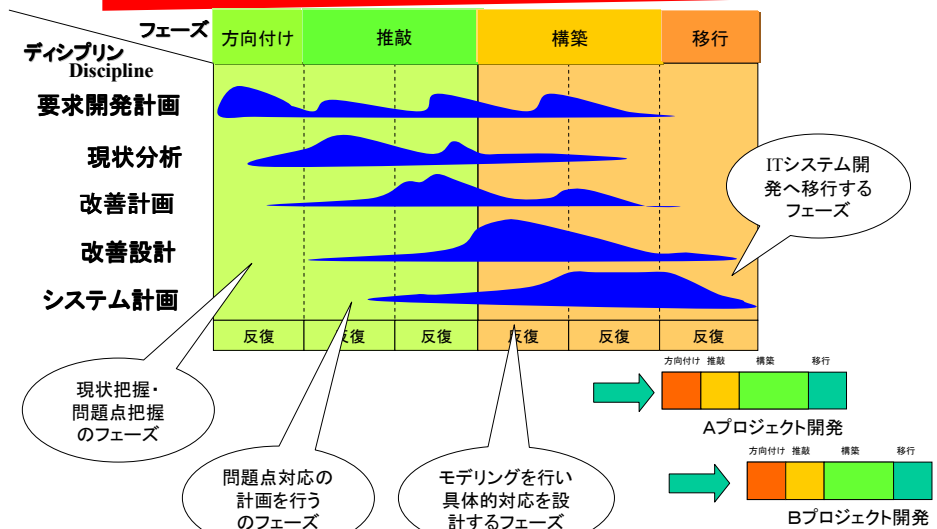 フェーズ
方向付け
推敲
構築
移行
ディシプリン
Discipline
要求開発計画
現状分析
改善計画
改善設計
システム計画
ITシステム開
発へ移行する
フェーズ
反復
反復
反復
反復
反復
反復
現状把握・
問題点把握
のフェーズ
問題点対応の
計画を行う
のフェーズ
モデリングを行い
具体的対応を設
計するフェーズ
方向付け 推敲 構築 移行
Aプロジェクト開発
方向付け 推敲 構築 移行
Bプロジェクト開発